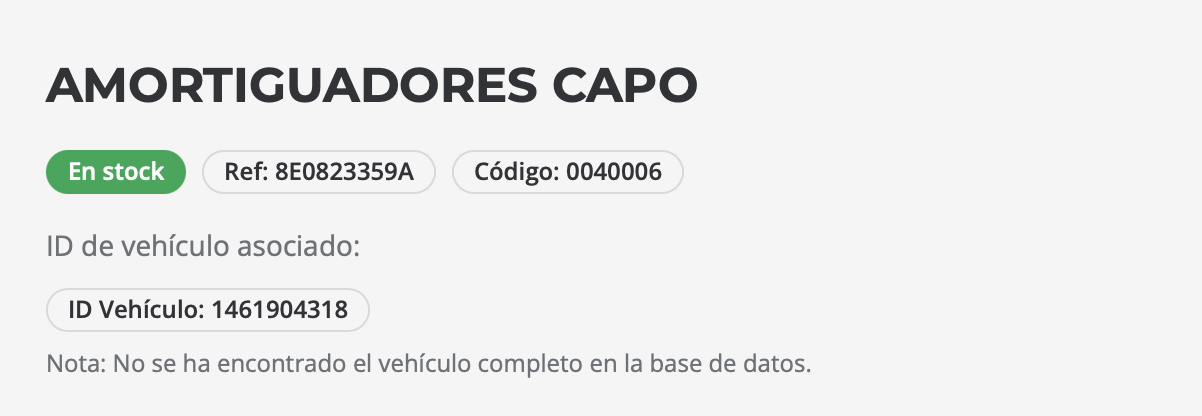 AMORTIGUADORES CAPO
En stock Ref: 8E0823359A Código: 0040006
ID de vehículo asociado:
ID Vehículo: 1461904318
Nota: No se ha encontrado el vehículo completo en la base de datos.